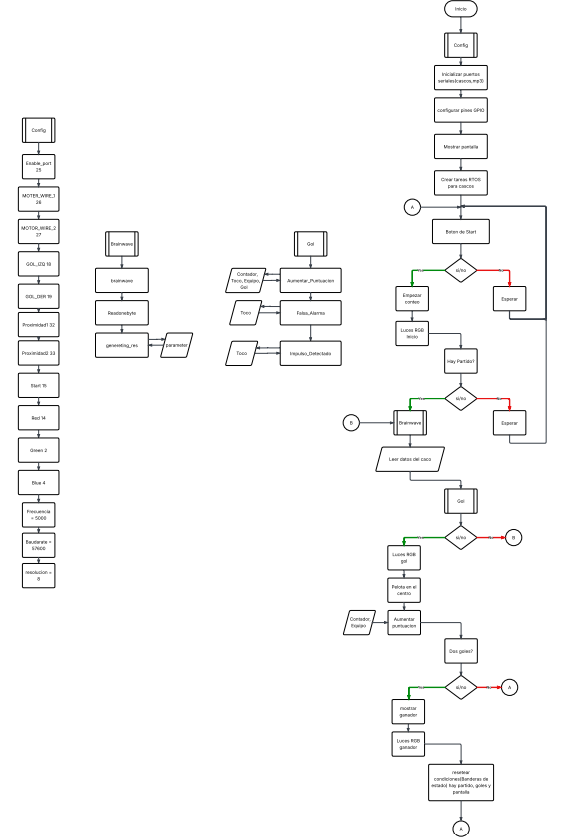 Inicio
Config
Inicializar puertos
seriales(cascos,mp3)
configurar pines GPIO
Mostrar pantalla
Crear tareas RTOS
para cascos
A
Boton de Start
si/no
Empezar
conteo
Esperar
Luces RGB
Inicio
Hay Partido?
si/no
B
Brainwave
Esperar
Leer datos del caco
Gol
si/no
B
Luces RGB
gol
Pelota en el
centro
Contador,
Equipo
Aumentar
puntuacion
Dos goles?
si/no
A
mostrar
ganador
Luces RGB
ganador
resetear
condiciones(Banderas de
estado) hay partido, goles y
pantalla
A
Config
Enable_port
25
MOTER_WIRE_1
26
MOTOR_WIRE_2
27
GOL_IZQ 18
GOL_DER 19
Proximidad1 32
Proximidad2 33
Start 15
Red 14
Green 2
Blue 4
Frecuencia
= 5000
Baudarate =
57600
resolucion =
8
Brainwave
brainwave
Readonebyte
genereting_res
parameter
Gol
Contador,
Toco, Equipo,
Gol
Aumentar_Puntuacion
Toco
Falsa_Alarma
Toco
Impulso_Detectado